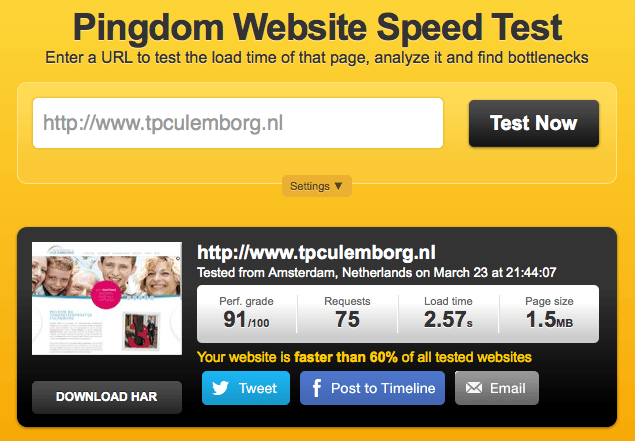 Pingdom Website Speed Test
Enter a URL to test the load time of that page, analyze it and find bottlenecks
http://www.tpculemborg.nl
Test Now
Settings ▼
http://www.tpculemborg.nl
Tested from Amsterdam, Netherlands on March 23 at 21:44:07
Perf. grade Requests Load time Page size
91/100 75 2.57s 1.5MB
Your website is faster than 60% of all tested websites
DOWNLOAD HAR
Tweet
Post to Timeline
Email